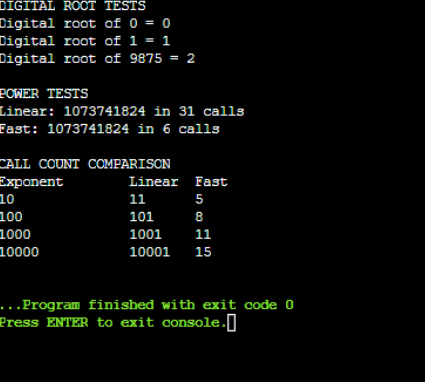 DIGITAL ROOT TESTS
Digital root of 0 = 0
Digital root of 1 = 1
Digital root of 9875 = 2
POWER TESTS
Linear: 1073741824 in 31 calls
Fast: 1073741824 in 6 calls
CALL COUNT COMPARISON
Exponent Linear Fast
10 11 5
100 101 8
1000 1001 11
10000 10001 15
...Program finished with exit code 0
Press ENTER to exit console.